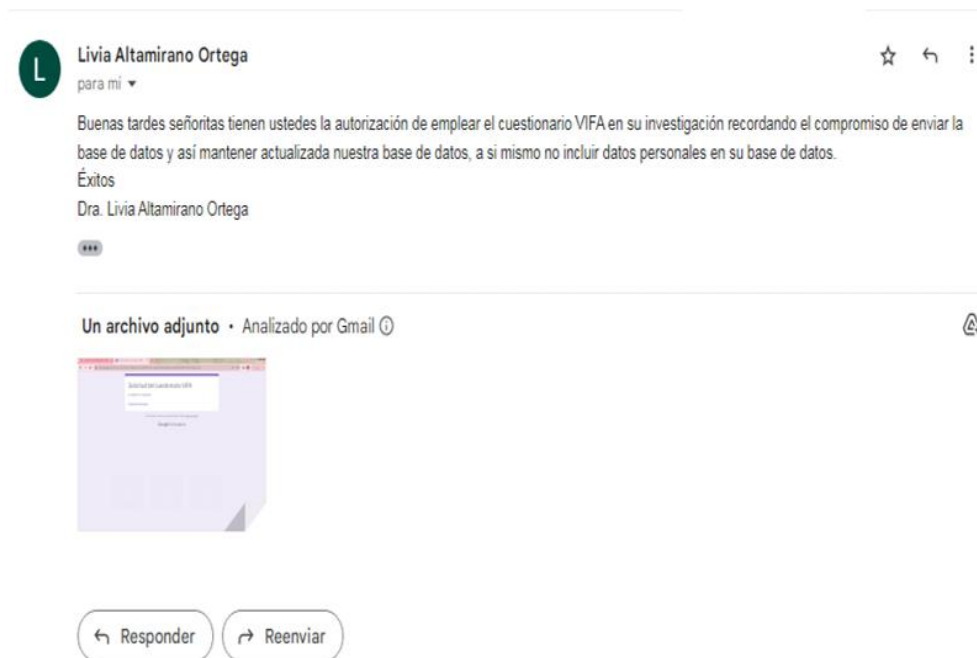 L
Livia Altamirano Ortega
para mi
Buenas tardes señoritas tienen ustedes la autorización de emplear el cuestionario VIFA en su investigación recordando el compromiso de enviar la
base de datos y así mantener actualizada nuestra base de datos, a si mismo no incluir datos personales en su base de datos.
Éxitos
Dra. Livia Altamirano Ortega
Un archivo adjunto • Analizado por Gmail
Responder
Reenviar